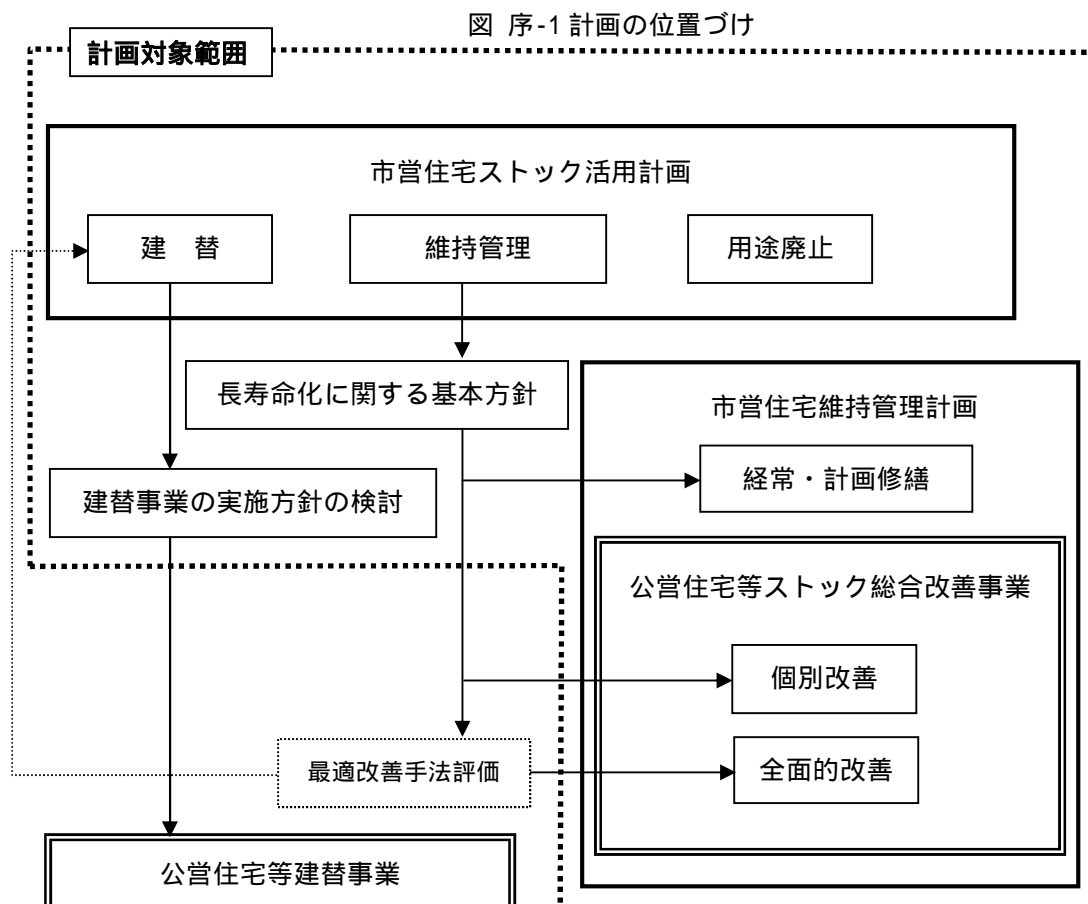 図 序-1 計画の位置づけ
計画対象範囲
市営住宅ストック活用計画
建　替
維持管理
用途廃止
長寿命化に関する基本方針
市営住宅維持管理計画
経常・計画修繕
建替事業の実施方針の検討
公営住宅等ストック総合改善事業
個別改善
最適改善手法評価
全面的改善
公営住宅等建替事業